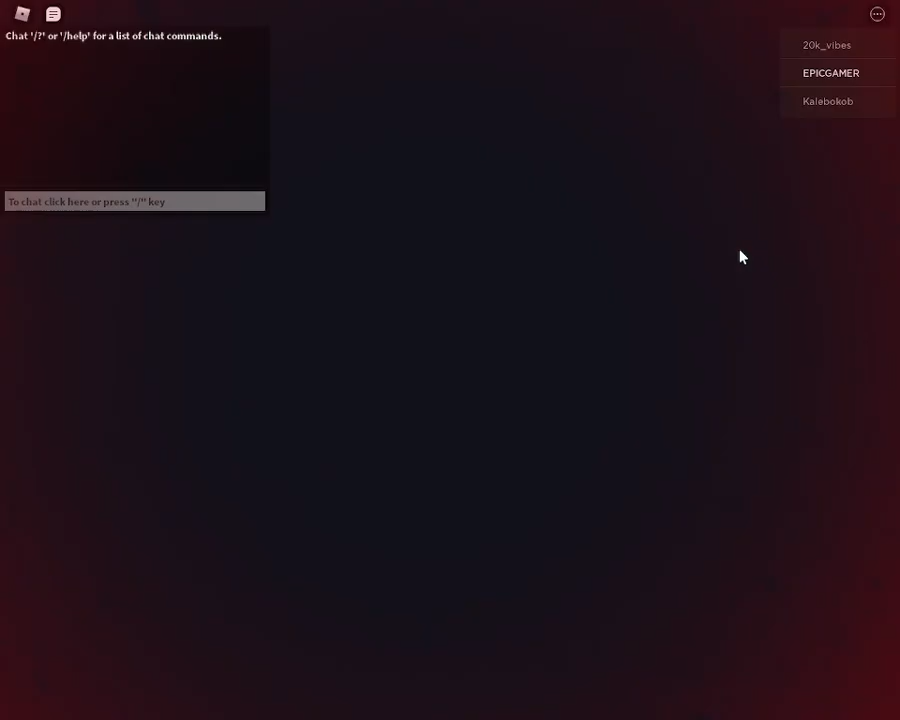 Chat '/?' or '/help' for a list of chat commands.
To chat click here or press "/" key
20k_vibes
EPICGAMER
Kalebokob